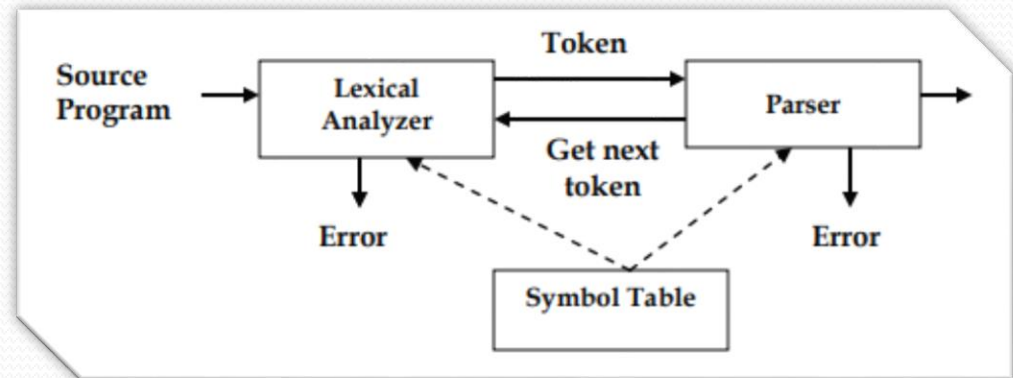 Token
Source
Program
Lexical
Analyzer
Parser
Get next
token
Error
Error
Symbol Table